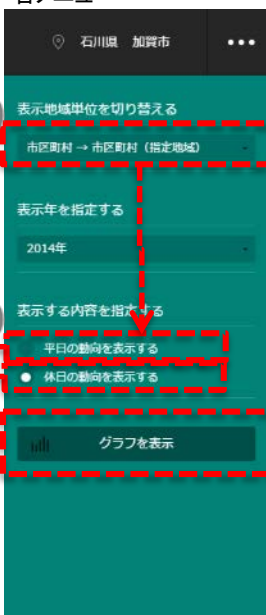 石川県 加賀市
表示地域単位を切り替える
市区町村 → 市区町村（指定地域）
表示年を指定する
2014年
表示する内容を指定する
平日の動向を表示する
休日の動向を表示する
グラフを表示